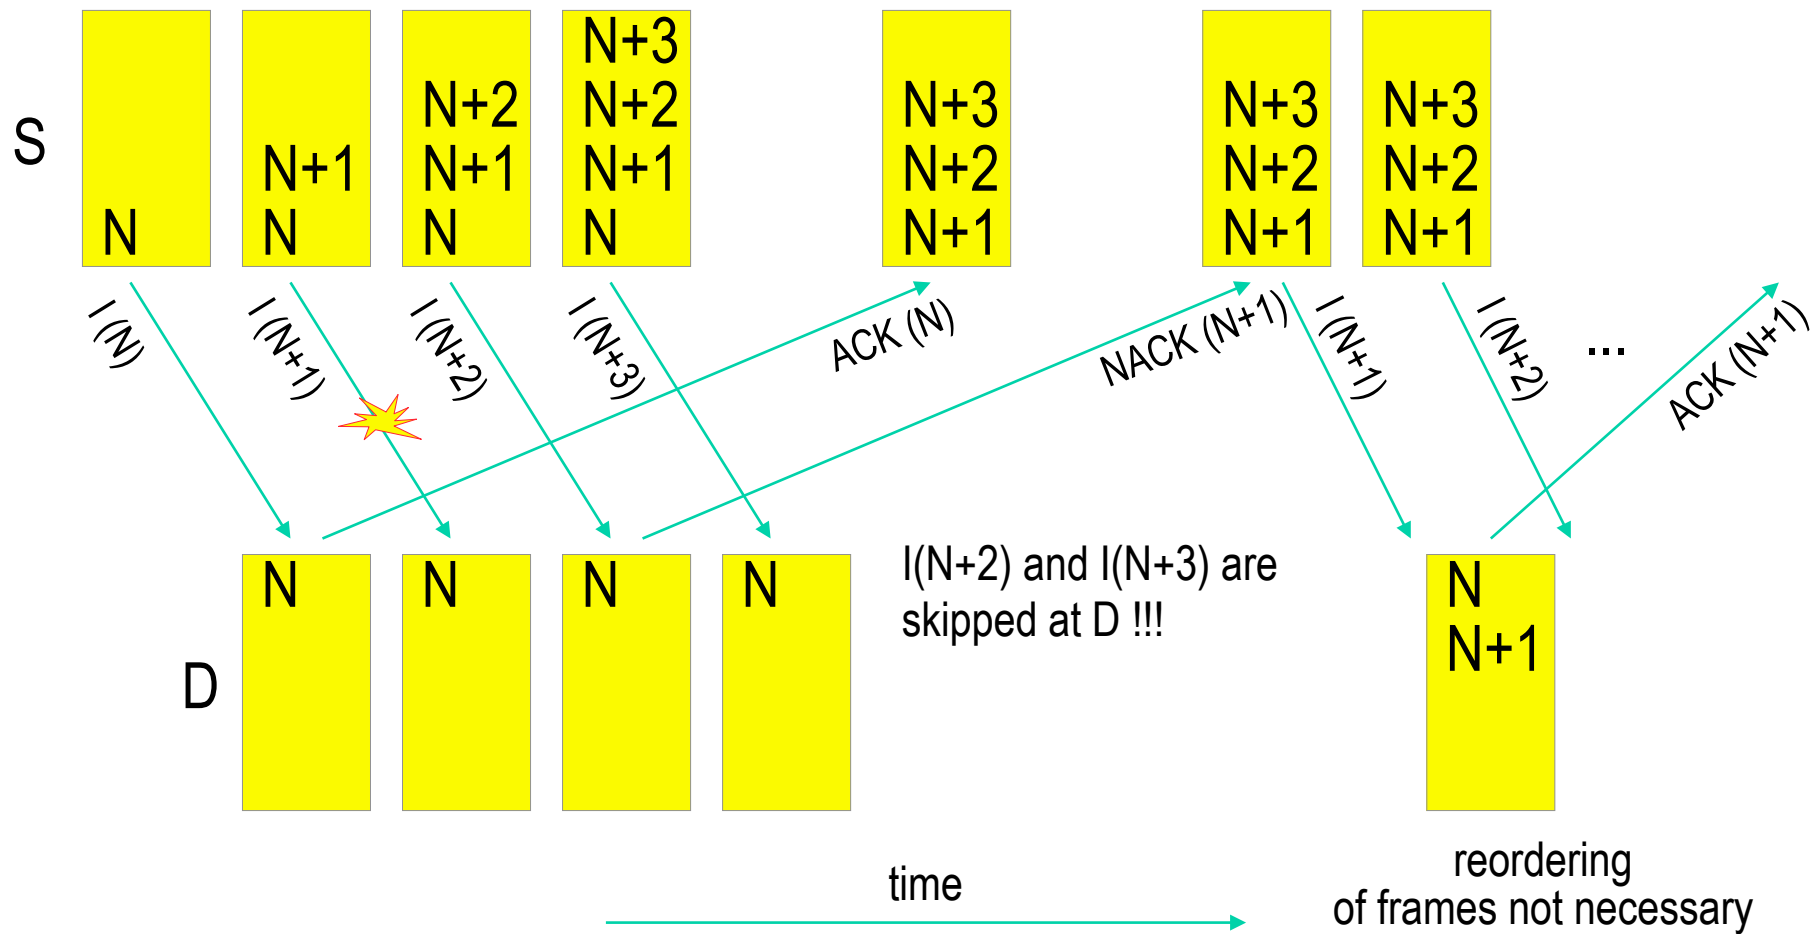 S
N
N+1
N
N+2
N+1
N
N+3
N+2
N+1
N
N+3
N+2
N+1
N+3
N+2
N+1
N+3
N+2
N+1
I (N)
I (N+1)
I (N+2)
I (N+3)
ACK (N)
NACK (N+1)
I (N+1)
I (N+2)
...
ACK (N+1)
D
N
N
N
N
I(N+2) and I(N+3) are
skipped at D !!!
N
N+1
time
reordering
of frames not necessary